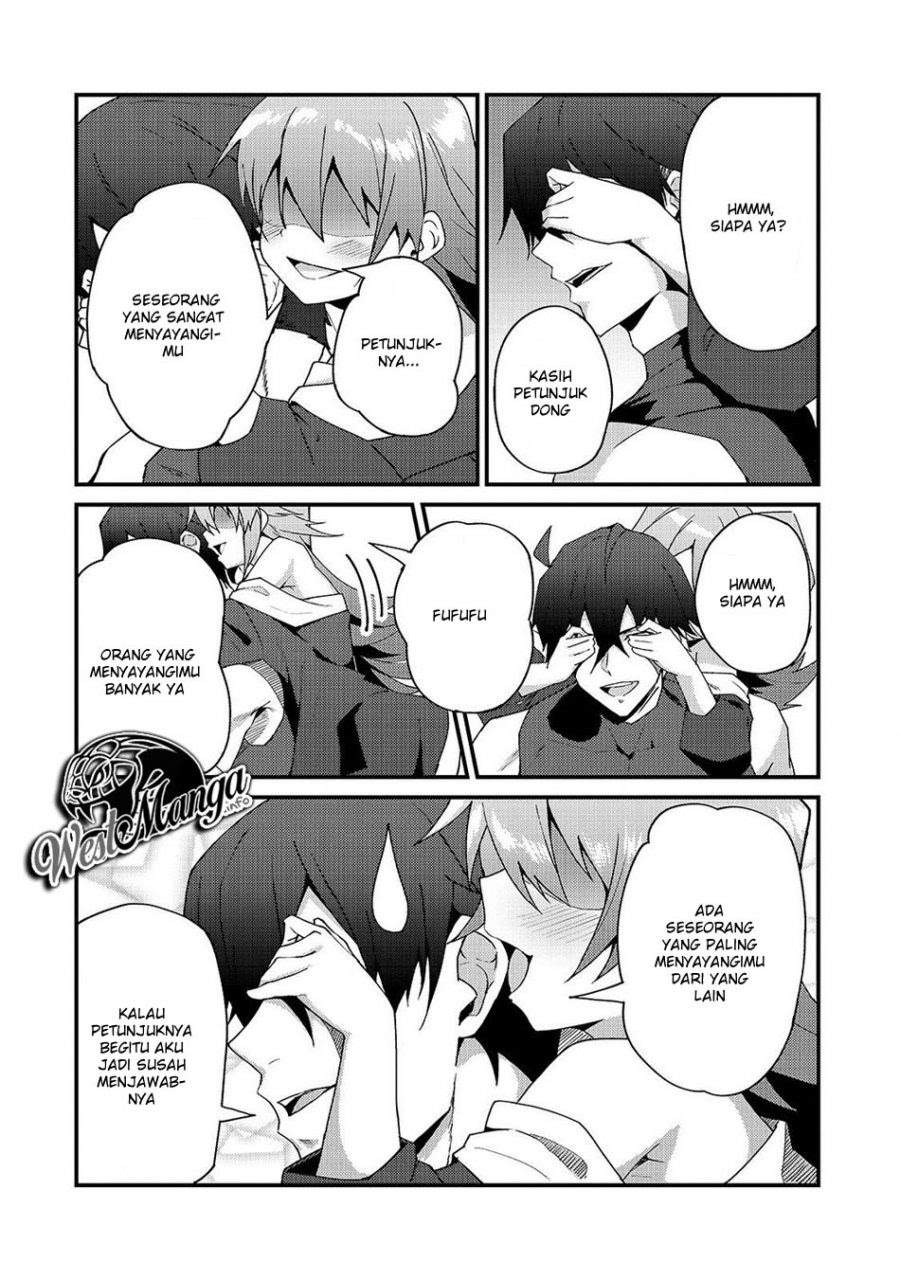 HMMM,
SIAPA YA?
KASIH
PETUNJUK
DONG
PETUNJUK-
NYA...
SESEORANG
YANG SANGAT
MENYAYANGI-
MU
HMMM,
SIAPA YA
FUFUFU
ORANG YANG
MENYAYANGIMU
BANYAK YA
ADA
SESEORANG
YANG PALING
MENYAYANGIMU
DARI YANG
LAIN
KALAU
PETUNJUKNYA
BEGITU AKU
JADI SUSAH
MENJAWAB-
NYA
WestManga
.info